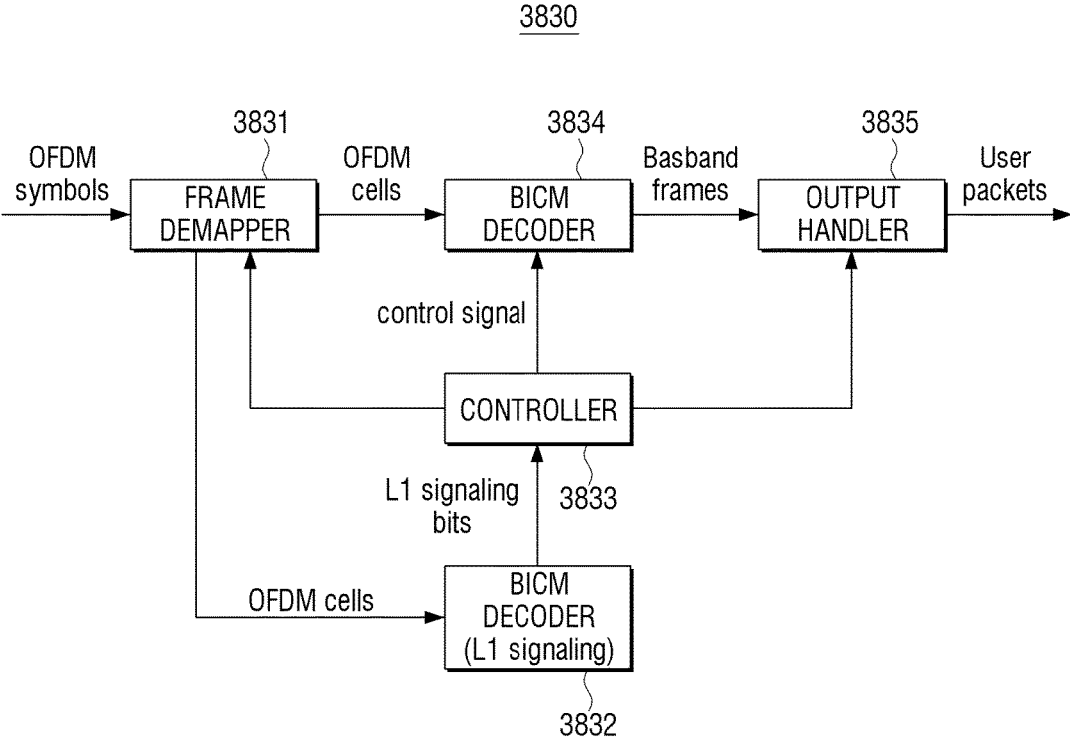 3830
3831
3834
3835
OFDM
symbols
FRAME
DEMAPPER
OFDM
cells
BICM
DECODER
Basband
frames
OUTPUT
HANDLER
User
packets
control signal
CONTROLLER
3833
L1 signaling
bits
OFDM cells
BICM
DECODER
(L1 signaling)
3832